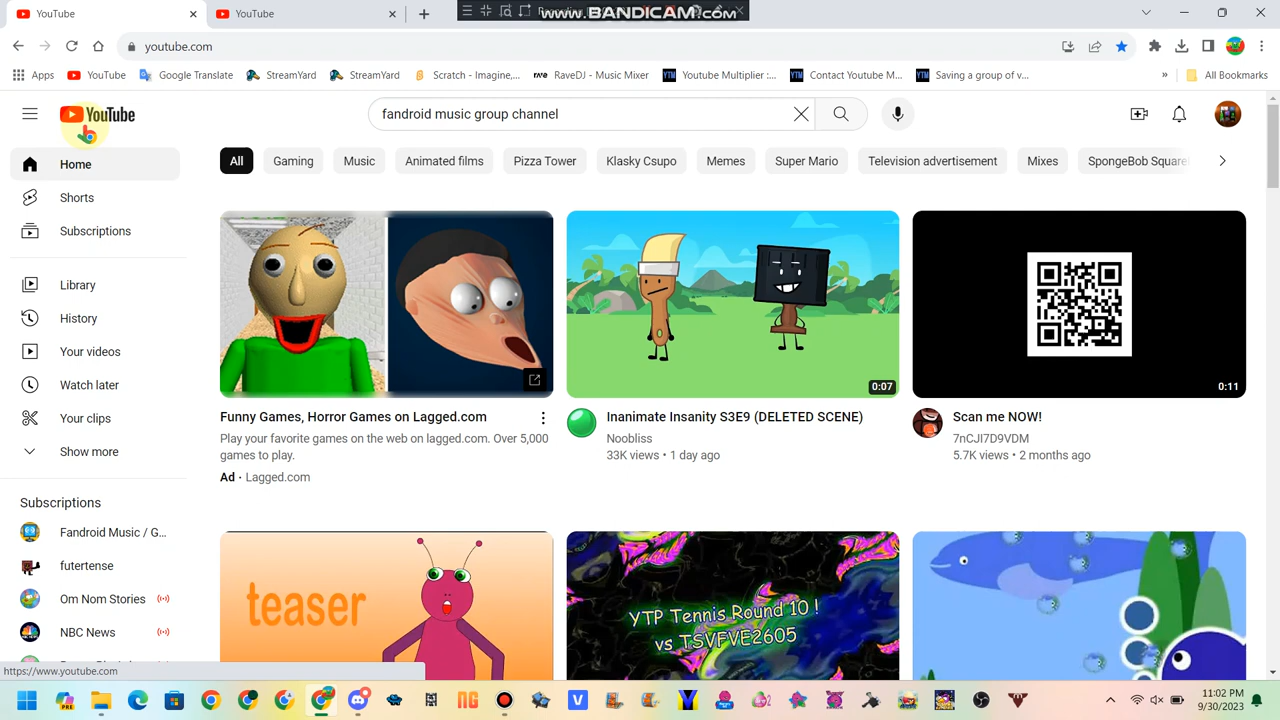 YouTube
YouTube
www.BANDICAM.com
youtube.com
Apps
YouTube
Google Translate
StreamYard
StreamYard
Scratch - Imagine,...
RaveDJ - Music Mixer
Youtube Multiplier :...
Contact Youtube M...
Saving a group of v...
»
All Bookmarks
YouTube
fandroid music group channel
Home
Shorts
Subscriptions
Library
History
Your videos
Watch later
Your clips
Show more
Subscriptions
Fandroid Music / G...
futertense
Om Nom Stories
NBC News
All
Gaming
Music
Animated films
Pizza Tower
Klasky Csupo
Memes
Super Mario
Television advertisement
Mixes
SpongeBob Square
Funny Games, Horror Games on Lagged.com
Play your favorite games on the web on lagged.com. Over 5,000
games to play.
Ad · Lagged.com
0:07
Inanimate Insanity S3E9 (DELETED SCENE)
Noobliss
33K views • 1 day ago
0:11
Scan me NOW!
7nCJI7D9VDM
5.7K views • 2 months ago
teaser
YTP Tennis Round 10 !
vs TSVFVE2605
https://www.youtube.com
11:02 PM
9/30/2023